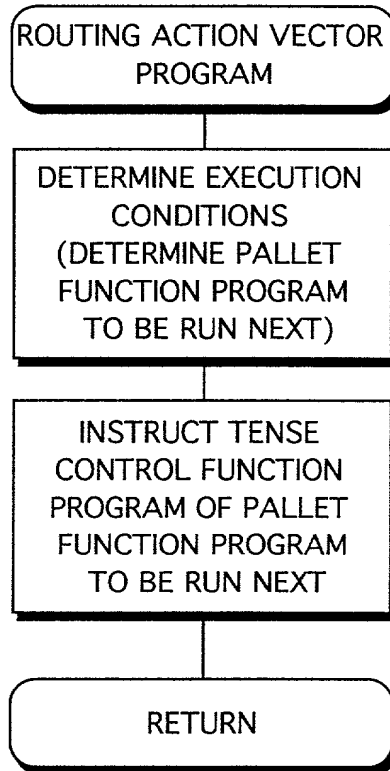 ROUTING ACTION VECTOR
PROGRAM
DETERMINE EXECUTION
CONDITIONS
(DETERMINE PALLET
FUNCTION PROGRAM
TO BE RUN NEXT)
INSTRUCT TENSE
CONTROL FUNCTION
PROGRAM OF PALLET
FUNCTION PROGRAM
TO BE RUN NEXT
RETURN